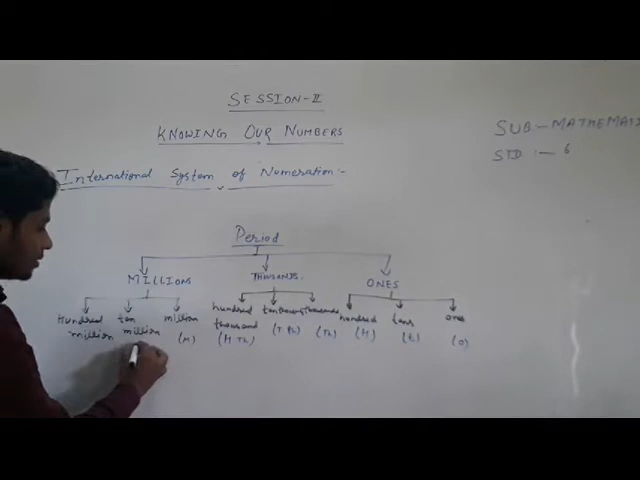 SESSION-II
KNOWING OUR NUMBERS
SUB-MATHEMATI
STD :- 6
International System of Numeration:-
Period
MILLIONS THOUSANDS. ONES
Hundred million ten million million hundred thousand ten thousand thousands hundred tens one
(M) (H Th) (T Th) (Th) (H) (t) (O)